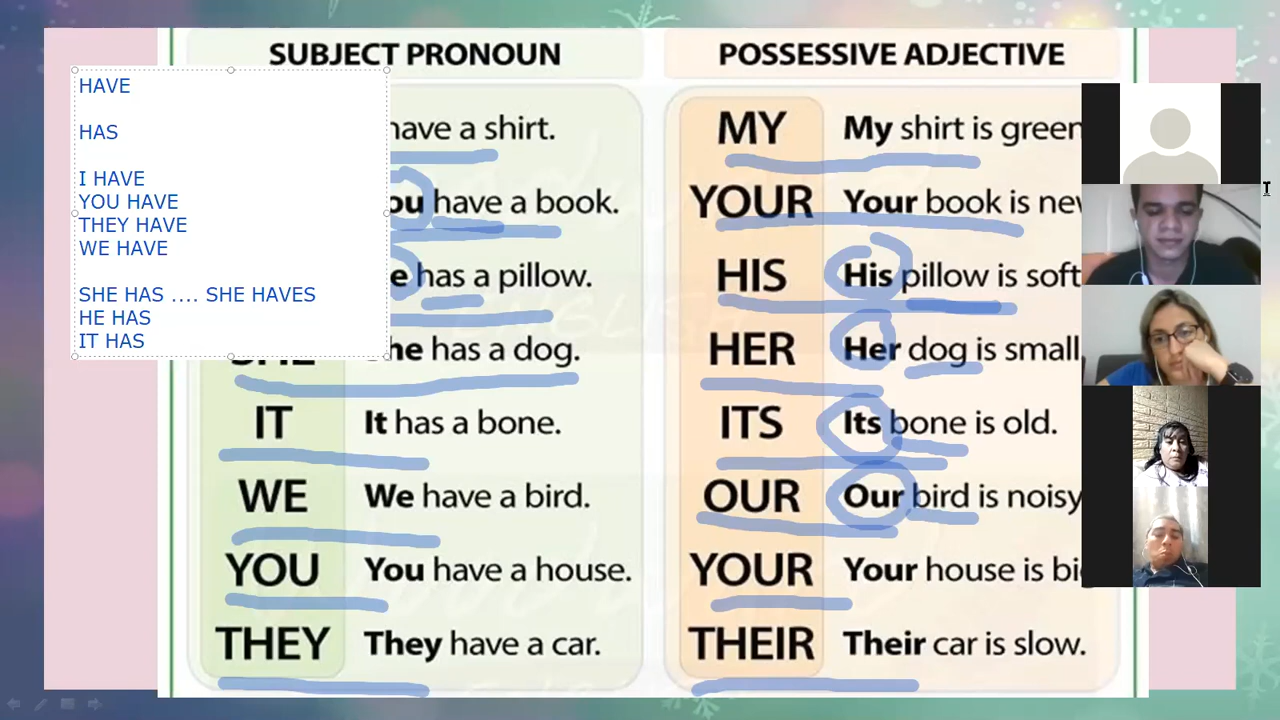 SUBJECT PRONOUN POSSESSIVE ADJECTIVE
HAVE
HAS
I HAVE
YOU HAVE
THEY HAVE
WE HAVE
SHE HAS .... SHE HAVES
HE HAS
IT HAS
have a shirt. MY My shirt is green
have a book. YOUR Your book is
has a pillow. HIS His pillow is soft
SHE She has a dog. HER Her dog is small
IT It has a bone. ITS Its bone is old.
WE We have a bird. OUR Our bird is noisy
YOU You have a house. YOUR Your house is
THEY They have a car. THEIR Their car is slow.